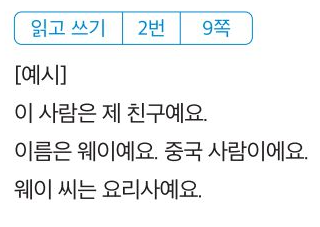 읽고 쓰기 2번 9쪽
[예시]
이 사람은 제 친구예요.
이름은 웨이예요. 중국 사람이에요.
웨이 씨는 요리사예요.